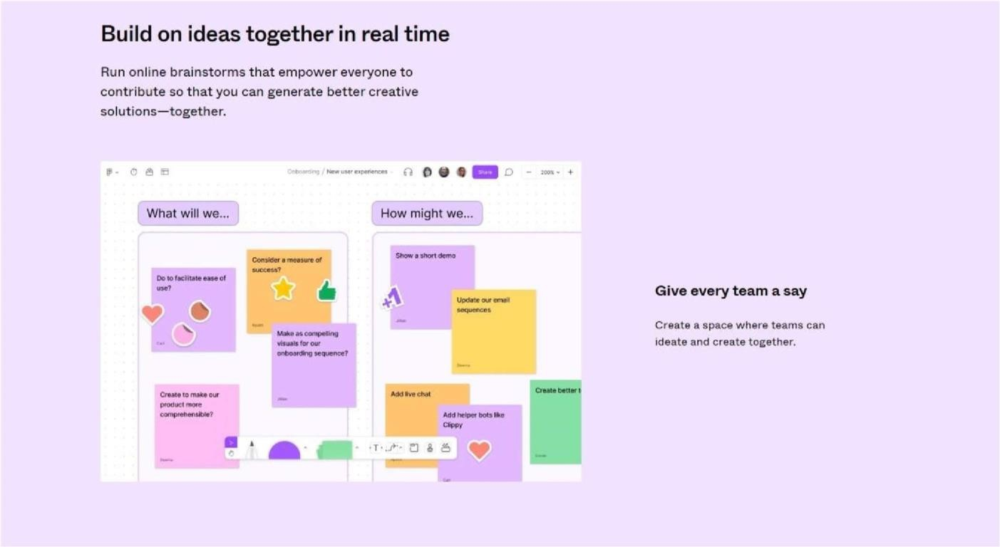 Build on ideas together in real time
Run online brainstorms that empower everyone to
contribute so that you can generate better creative
solutions—together.
Onboarding / New user experiences
Share
200%
What will we...
How might we...
Do to facilitate ease of
use?
Carl
Consider a measure of
success?
Make as compelling
visuals for our
onboarding sequence?
Jillian
Create to make our
product more
comprehensible?
Show a short demo
+1
Jillian
Update our email
sequences
Add live chat
Add helper bots like
Clippy
Carl
Create better t
T
Give every team a say
Create a space where teams can
ideate and create together.